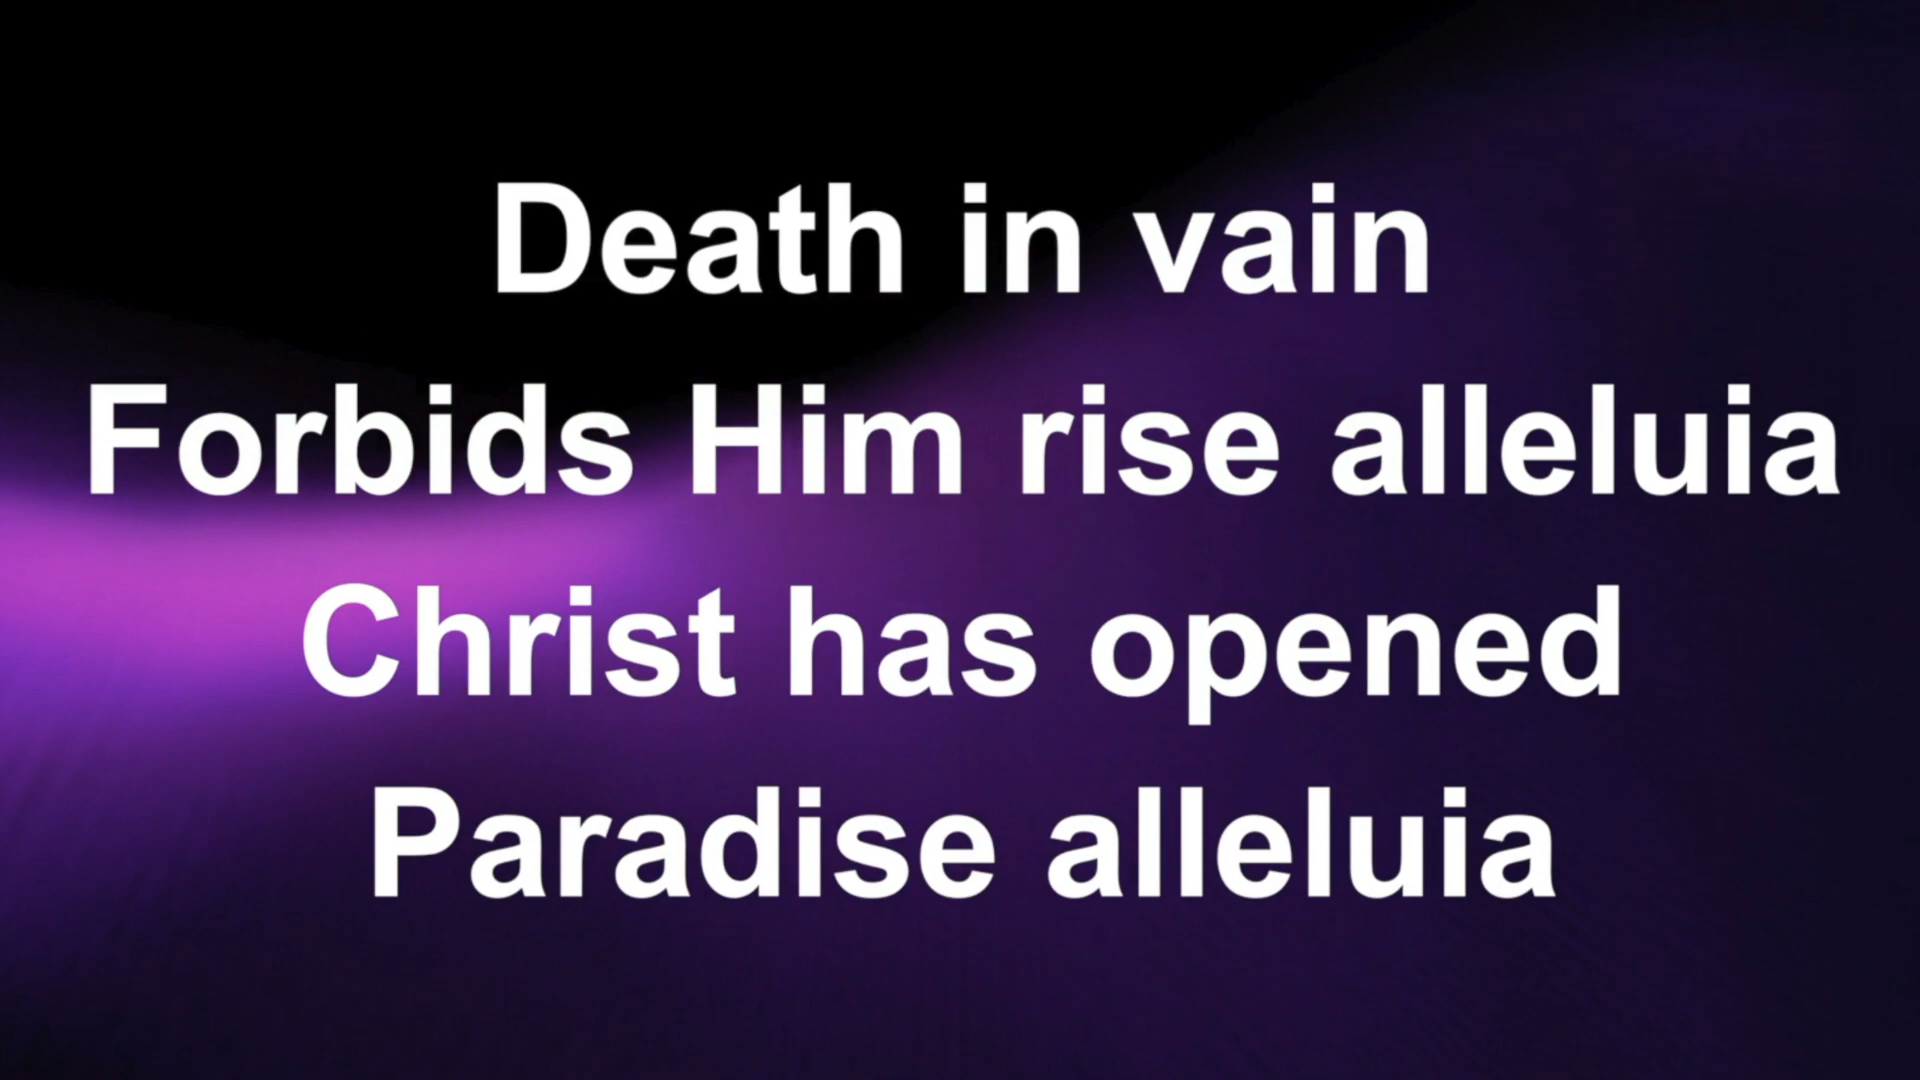 Death in vain
Forbids Him rise alleluia
Christ has opened
Paradise alleluia